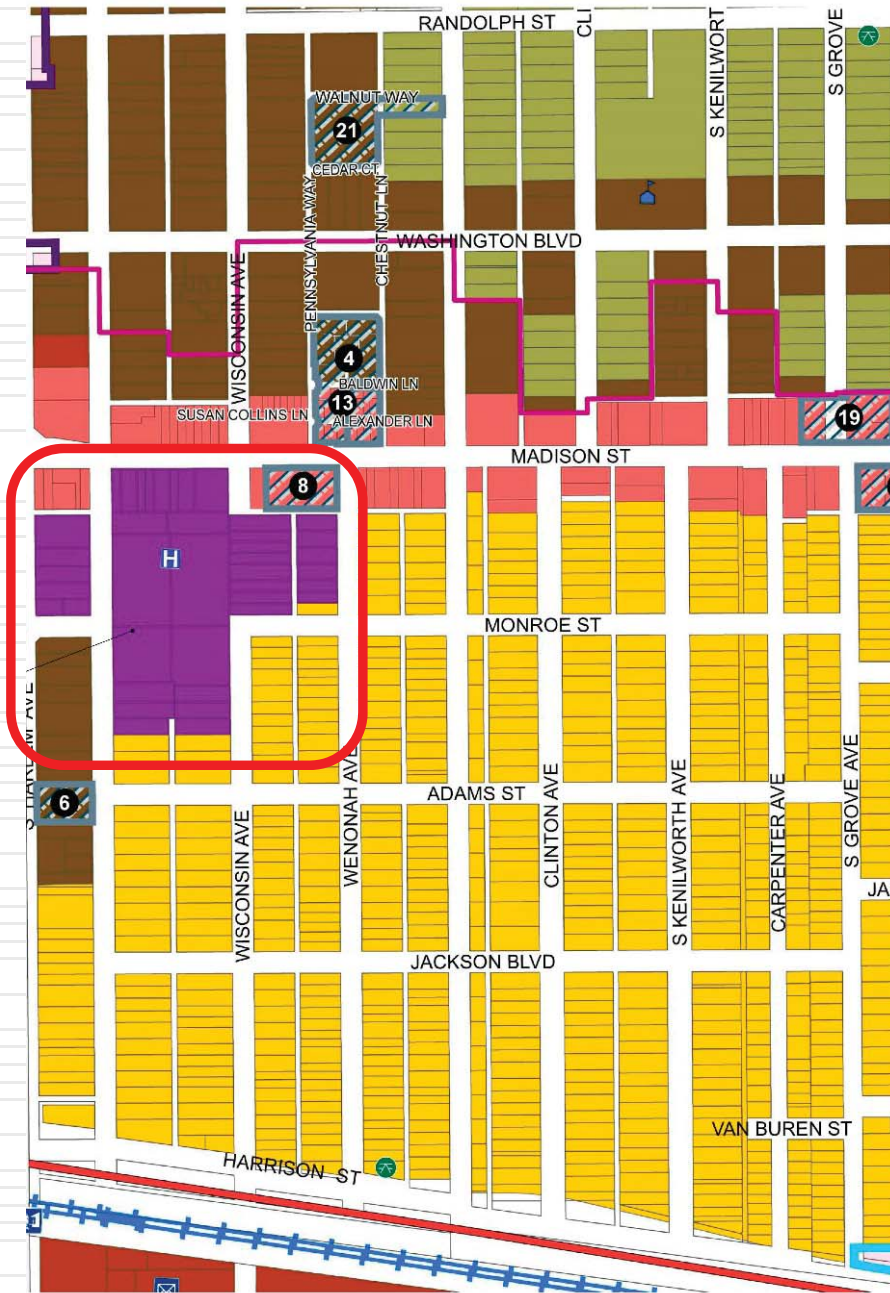 RANDOLPH ST
CLI
S KENILWORT
S GROVE
WALNUT WAY
21
CEDAR CT
PENNSYLVANIA WAY
CHESTNUT LN
WASHINGTON BLVD
WISCONSIN AVE
4
BALDWIN LN
13
SUSAN COLLINS LN
ALEXANDER LN
19
MADISON ST
8
H
MONROE ST
WENONAH AVE
6
ADAMS ST
CLINTON AVE
S KENILWORTH AVE
CARPENTER AVE
S GROVE AVE
WISCONSIN AVE
JA
JACKSON BLVD
VAN BUREN ST
HARRISON ST